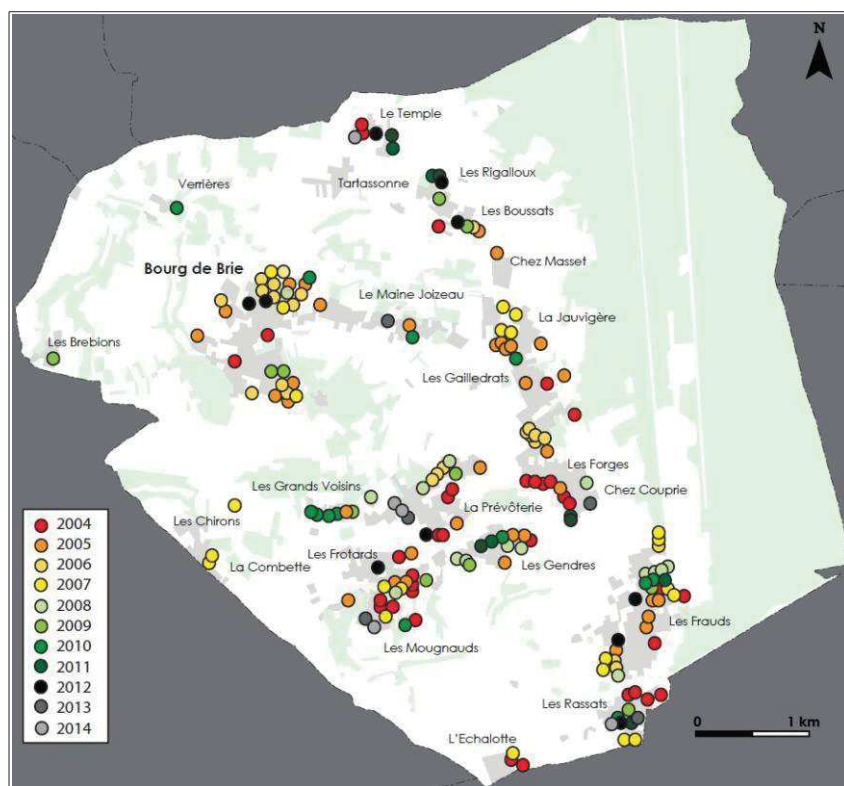 N
Le Temple
Les Rigalloux
Tartassonne
Verrières
Les Boussats
Bourg de Brie
Chez Masset
Le Maine Joizeau
La Jauvigère
Les Brebions
Les Gailledrats
Les Forges
Les Grands Voisins
Chez Couprie
La Prévôterie
Les Chirons
Les Frotards
La Combette
Les Gendres
Les Frauds
Les Mougnauds
Les Rassats
L'Echalotte
2004
2005
2006
2007
2008
2009
2010
2011
2012
2013
2014
0 1 km